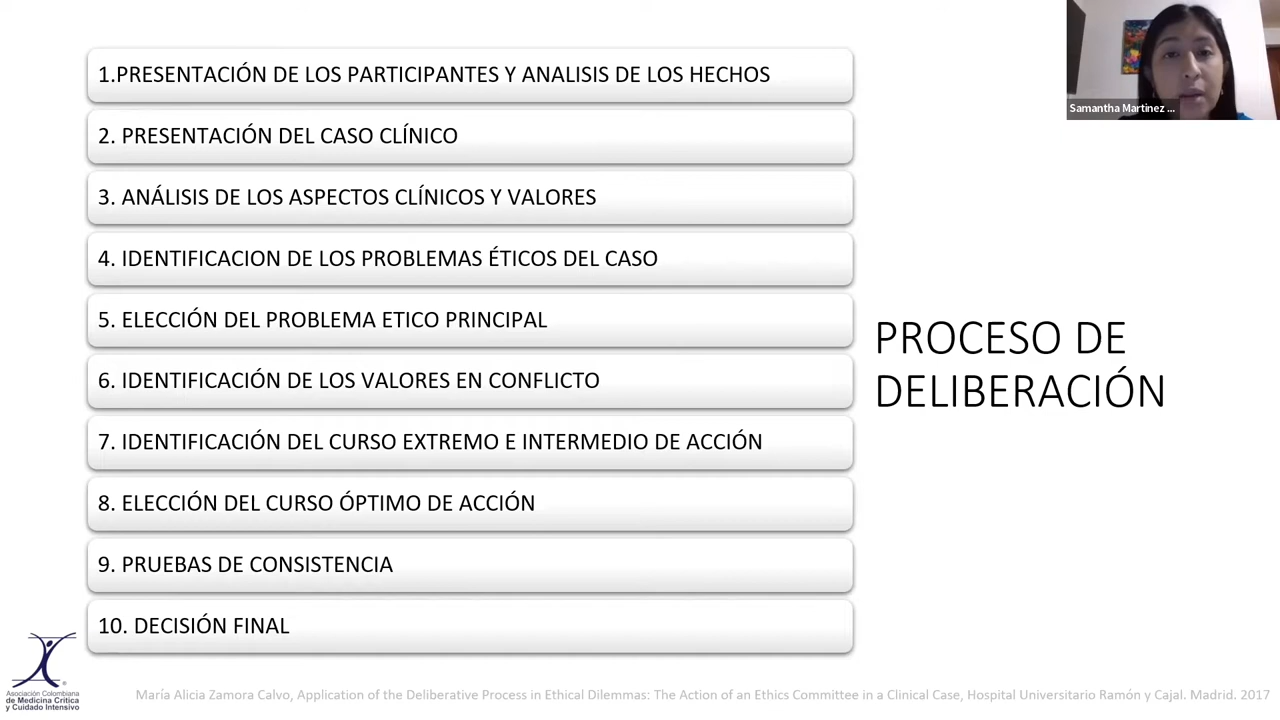 1.PRESENTACIÓN DE LOS PARTICIPANTES Y ANALISIS DE LOS HECHOS
2. PRESENTACIÓN DEL CASO CLÍNICO
3. ANÁLISIS DE LOS ASPECTOS CLÍNICOS Y VALORES
4. IDENTIFICACION DE LOS PROBLEMAS ÉTICOS DEL CASO
5. ELECCIÓN DEL PROBLEMA ETICO PRINCIPAL
6. IDENTIFICACIÓN DE LOS VALORES EN CONFLICTO
7. IDENTIFICACIÓN DEL CURSO EXTREMO E INTERMEDIO DE ACCIÓN
8. ELECCIÓN DEL CURSO ÓPTIMO DE ACCIÓN
9. PRUEBAS DE CONSISTENCIA
10. DECISIÓN FINAL
PROCESO DE
DELIBERACIÓN
Samantha Martinez ...
Asociación Colombiana
de Medicina Crítica
y Cuidado Intensivo
María Alicia Zamora Calvo, Application of the Deliberative Process in Ethical Dilemmas: The Action of an Ethics Committee in a Clinical Case, Hospital Universitario Ramón y Cajal. Madrid. 2017